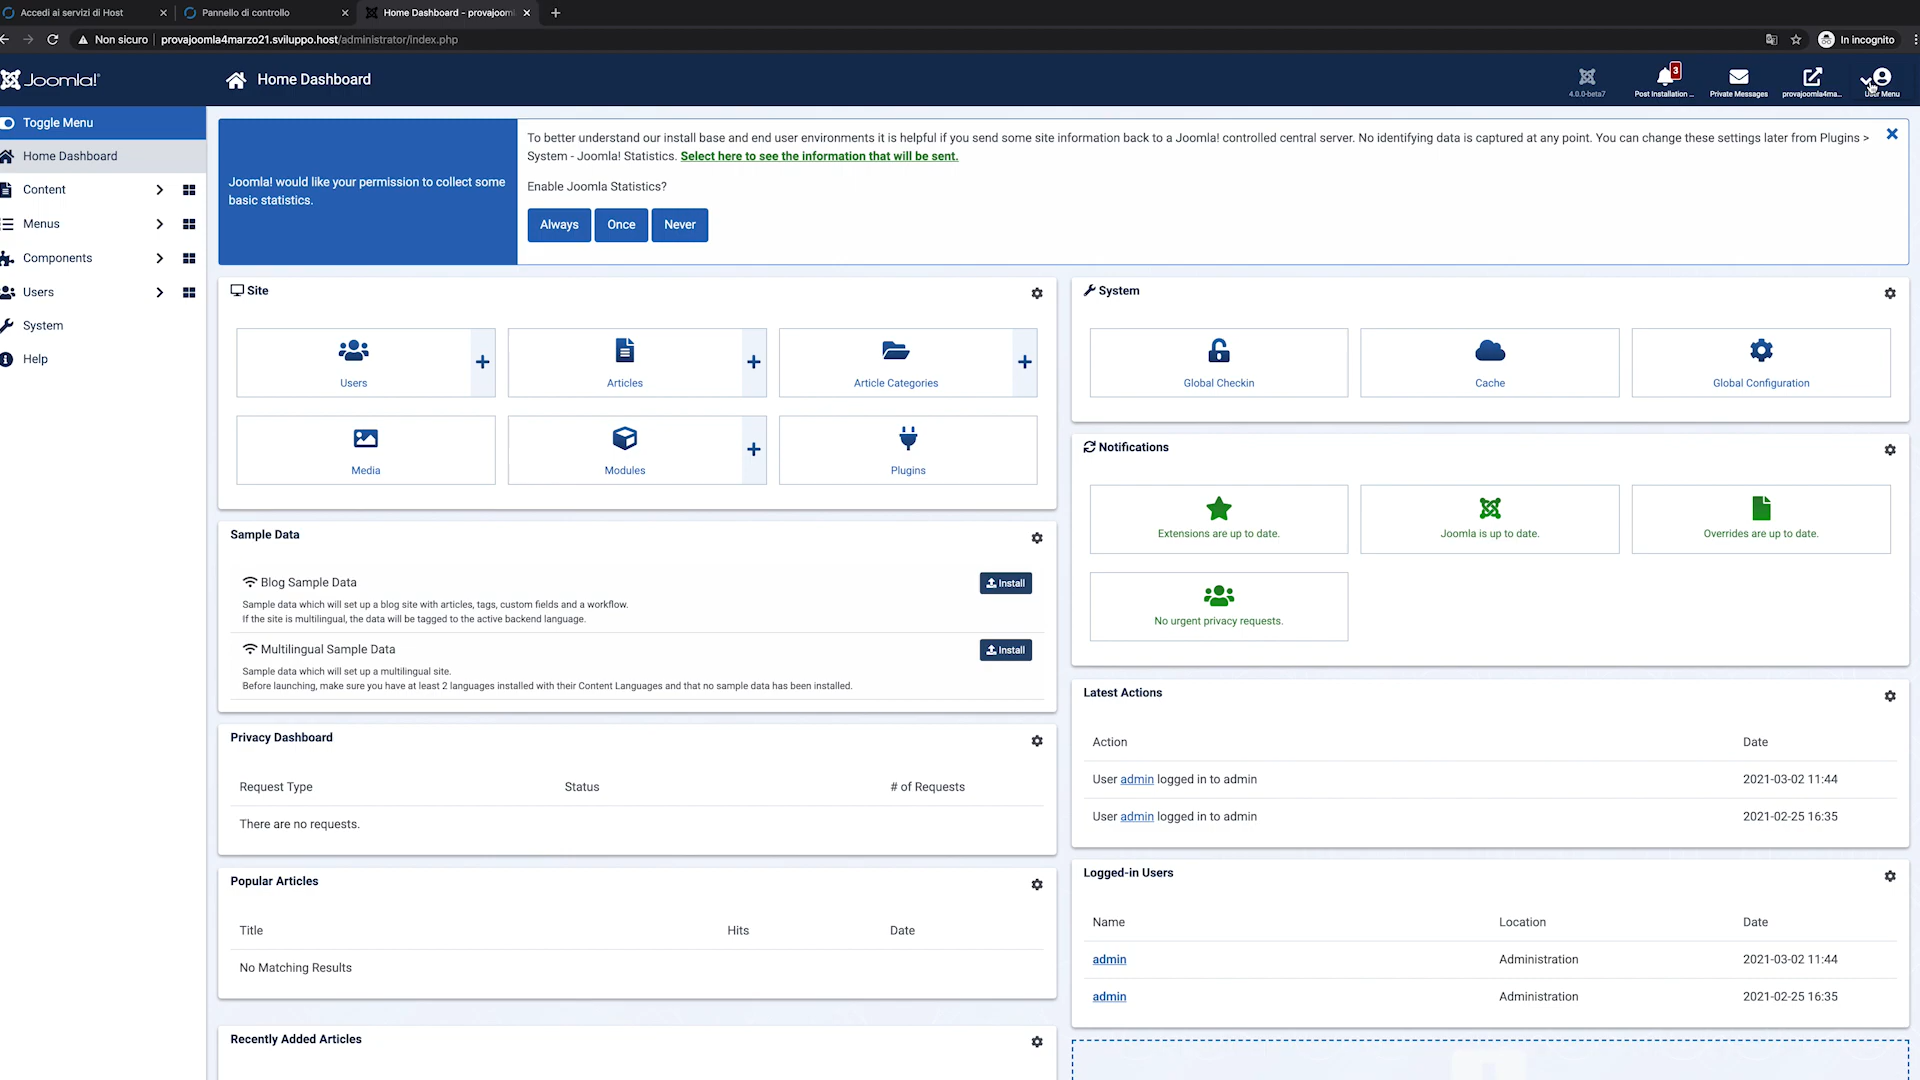 Accedi ai servizi di Host
Pannello di controllo
Home Dashboard - provajoomla
Non sicuro
provajoomla4marzo21.sviluppo.host/administrator/index.php
In incognito
Joomla!®
Home Dashboard
4.0.0-beta7
3
Post Installation ...
Private Messages
provajoomla4ma...
User Menu
Toggle Menu
Home Dashboard
Content
Menus
Components
Users
System
Help
Joomla! would like your permission to collect some
basic statistics.
To better understand our install base and end user environments it is helpful if you send some site information back to a Joomla! controlled central server. No identifying data is captured at any point. You can change these settings later from Plugins >
System - Joomla! Statistics. Select here to see the information that will be sent.
Enable Joomla Statistics?
Always
Once
Never
Site
Users
Articles
Article Categories
Media
Modules
Plugins
System
Global Checkin
Cache
Global Configuration
Notifications
Extensions are up to date.
Joomla is up to date.
Overrides are up to date.
No urgent privacy requests.
Sample Data
Blog Sample Data
Install
Sample data which will set up a blog site with articles, tags, custom fields and a workflow.
If the site is multilingual, the data will be tagged to the active backend language.
Multilingual Sample Data
Install
Sample data which will set up a multilingual site.
Before launching, make sure you have at least 2 languages installed with their Content Languages and that no sample data has been installed.
Latest Actions
Action Date
User admin logged in to admin 2021-03-02 11:44
User admin logged in to admin 2021-02-25 16:35
Privacy Dashboard
Request Type Status # of Requests
There are no requests.
Popular Articles
Title Hits Date
No Matching Results
Logged-in Users
Name Location Date
admin Administration 2021-03-02 11:44
admin Administration 2021-02-25 16:35
Recently Added Articles